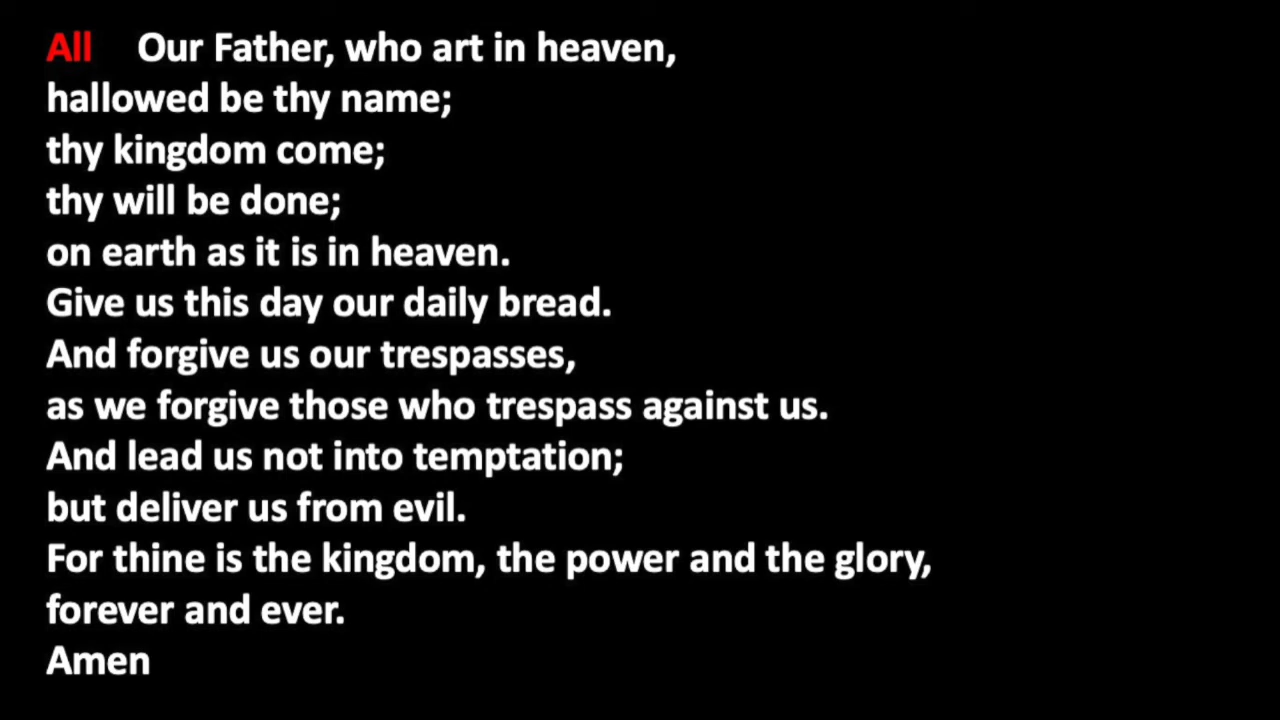 All Our Father, who art in heaven,
hallowed be thy name;
thy kingdom come;
thy will be done;
on earth as it is in heaven.
Give us this day our daily bread.
And forgive us our trespasses,
as we forgive those who trespass against us.
And lead us not into temptation;
but deliver us from evil.
For thine is the kingdom, the power and the glory,
forever and ever.
Amen